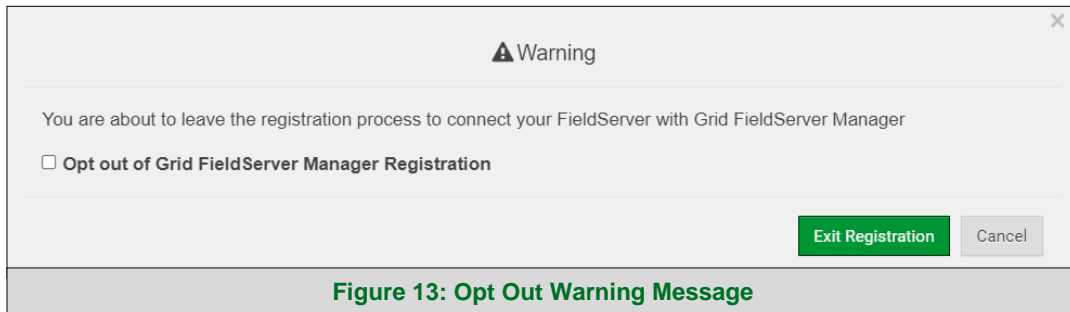 Warning
You are about to leave the registration process to connect your FieldServer with Grid FieldServer Manager
Opt out of Grid FieldServer Manager Registration
Exit Registration Cancel
Figure 13: Opt Out Warning Message